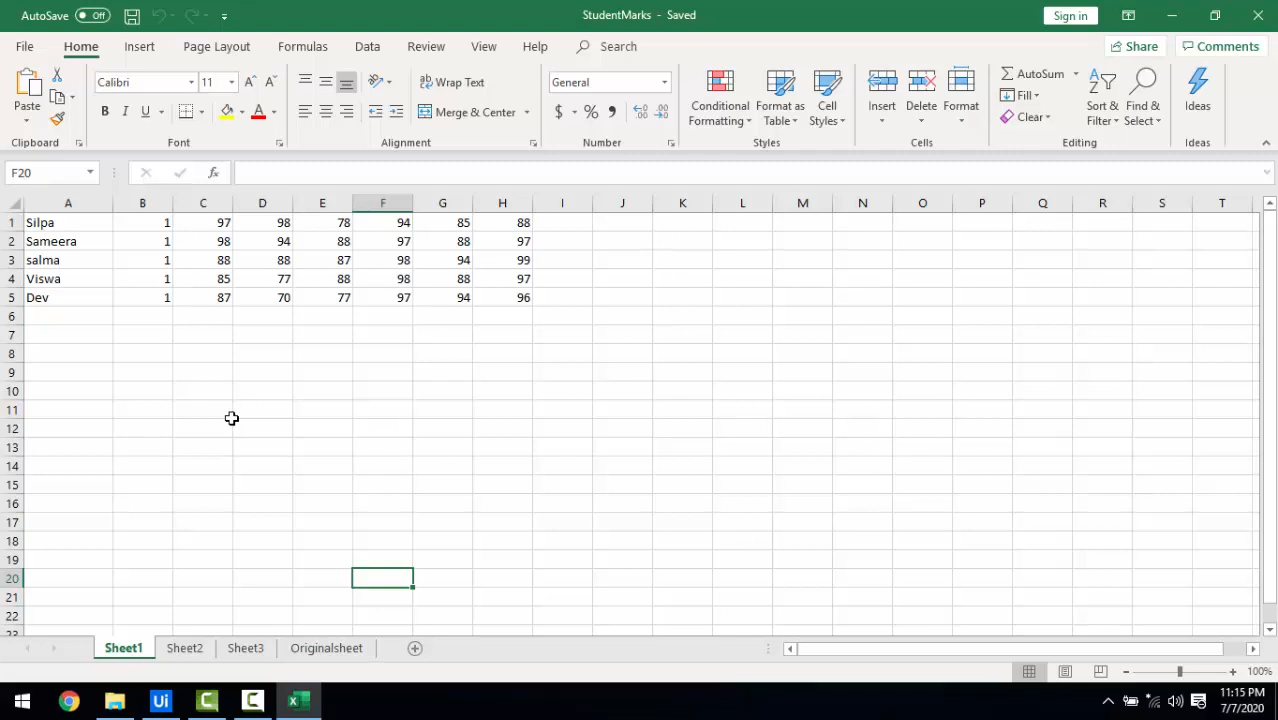 AutoSave Off StudentMarks - Saved Sign in
File Home Insert Page Layout Formulas Data Review View Help Search Share Comments
Paste Calibri 11 A A Wrap Text General Conditional Formatting Format as Table Cell Styles Insert Delete Format AutoSum Sort & Filter Find & Select Ideas
B I U A Merge & Center $ % , Fill
Clear
Clipboard Font Alignment Number Styles Cells Editing Ideas
F20 fx
A B C D E F G H I J K L M N O P Q R S T
1 Silpa 1 97 98 78 94 85 88
2 Sameera 1 98 94 88 97 88 97
3 salma 1 88 88 87 98 94 99
4 Viswa 1 85 77 88 98 88 97
5 Dev 1 87 70 77 97 94 96
6
7
8
9
10
11
12
13
14
15
16
17
18
19
20
21
22
23
Sheet1 Sheet2 Sheet3 Originalsheet
100%
Ui C C 11:15 PM
7/7/2020